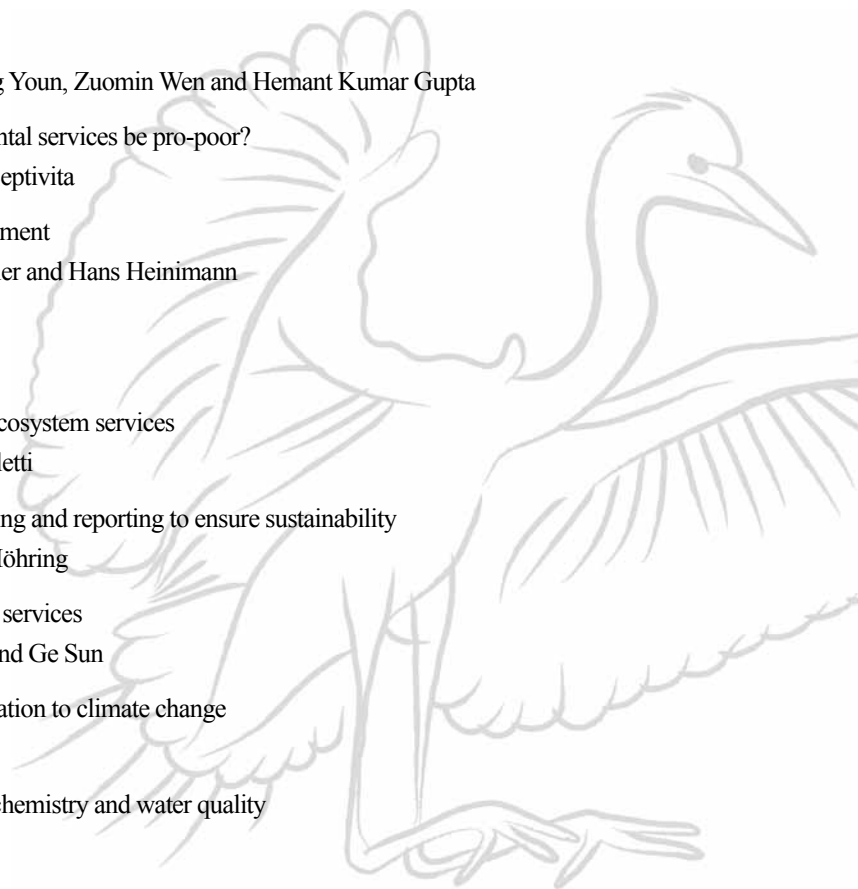 g Youn, Zuomin Wen and Hemant Kumar Gupta
ntal services be pro-poor?
eptivita
ment
er and Hans Heinimann
cosystem services
letti
ng and reporting to ensure sustainability
Möhring
services
nd Ge Sun
ation to climate change
chemistry and water quality